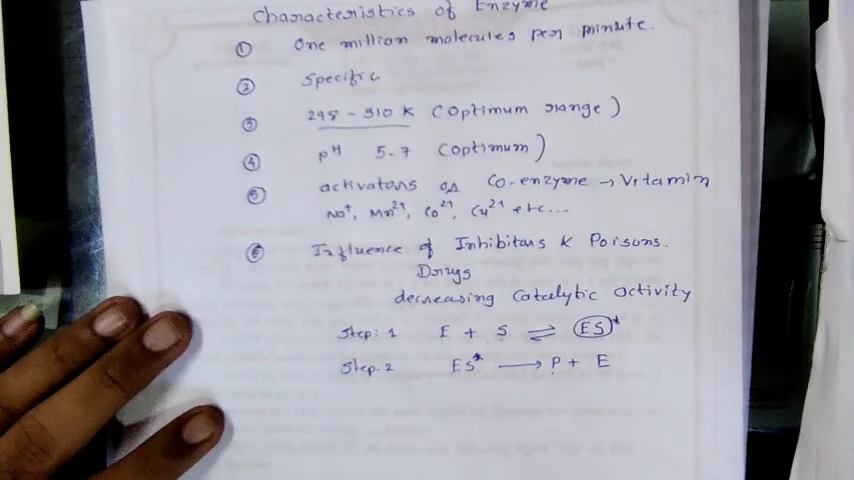 Characteristics of Enzyme
① One million molecules per minute.
② Specific
③ 298 - 310 K (Optimum range)
④ pH 5-7 (optimum)
⑤ activators or Co-enzyme → Vitamin
Na⁺, Mn²⁺, Co²⁺, Cu²⁺ etc...
⑥ Influence of Inhibitors & Poisons.
Drugs
decreasing Catalytic activity
Step: 1 E + S ⇌ ES*
Step. 2 ES* ⟶ P + E